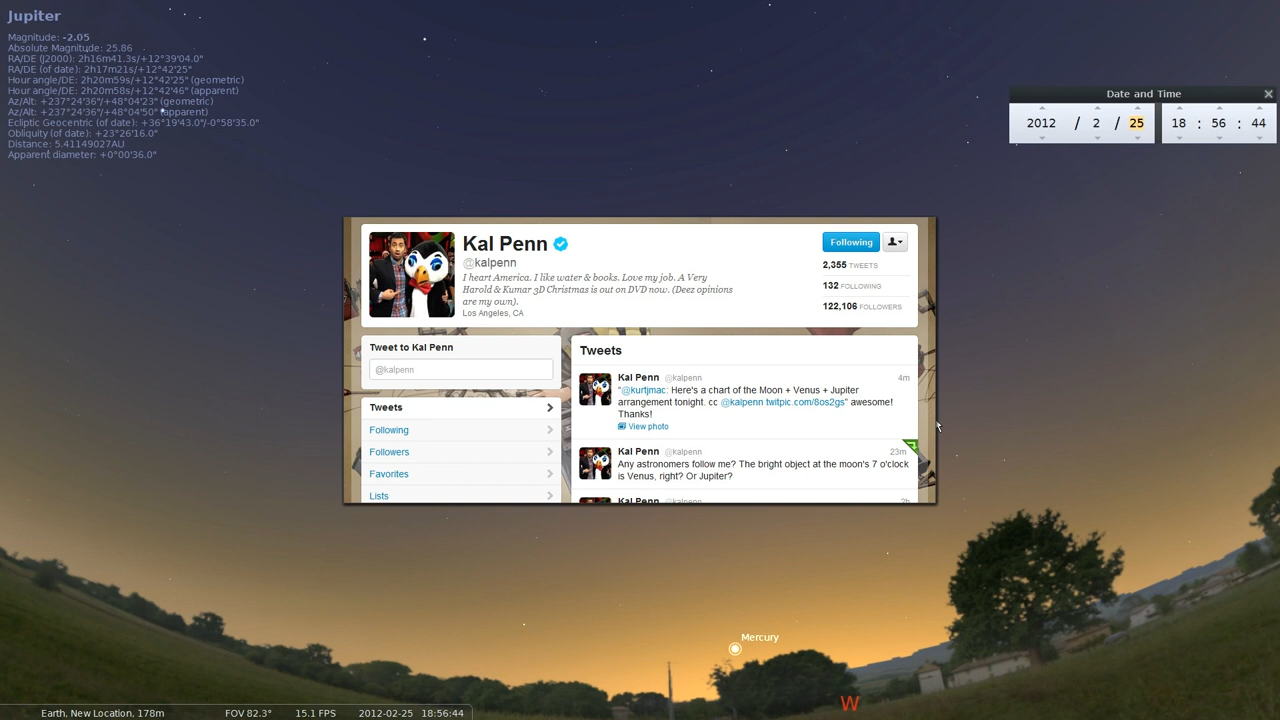 Jupiter
Magnitude: -2.05
Absolute Magnitude: 25.86
RA/DE (J2000): 2h16m41.3s/+12°39'04.0"
RA/DE (of date): 2h17m21s/+12°42'25"
Hour angle/DE: 2h20m59s/+12°42'25" (geometric)
Hour angle/DE: 2h20m58s/+12°42'46" (apparent)
Az/Alt: +237°24'36"/+48°04'23" (geometric)
Az/Alt: +237°24'36"/+48°04'50" (apparent)
Ecliptic Geocentric (of date): +36°19'43.0"/-0°58'35.0"
Obliquity (of date): +23°26'16.0"
Distance: 5.41149027AU
Apparent diameter: +0°00'36.0"
Date and Time
2012 / 2 / 25 18 : 56 : 44
Kal Penn
@kalpenn
I heart America. I like water & books. Love my job. A Very
Harold & Kumar 3D Christmas is out on DVD now. (Deez opinions
are my own).
Los Angeles, CA
Following
2,355 TWEETS
132 FOLLOWING
122,106 FOLLOWERS
Tweet to Kal Penn
@kalpenn
Tweets
Following
Followers
Favorites
Lists
Tweets
Kal Penn @kalpenn 4m
"@kurtjmac: Here's a chart of the Moon + Venus + Jupiter
arrangement tonight. cc @kalpenn twitpic.com/8os2gs" awesome!
Thanks!
View photo
Kal Penn @kalpenn 23m
Any astronomers follow me? The bright object at the moon's 7 o'clock
is Venus, right? Or Jupiter?
Kal Penn @kalpenn 2h
Mercury
W
Earth, New Location, 178m FOV 82.3° 15.1 FPS 2012-02-25 18:56:44